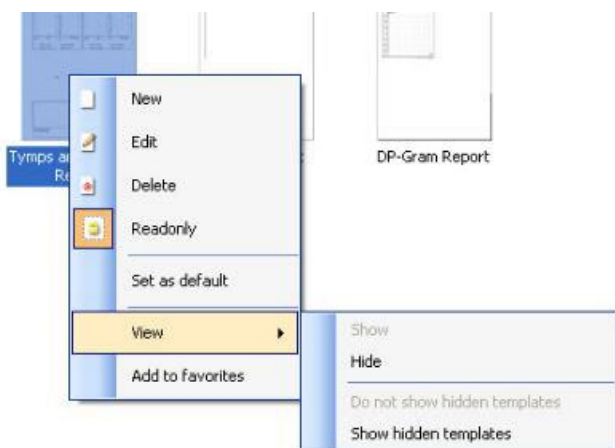 New
Edit
Tymps
DP-Gram Report
Delete
Readonly
Set as default
View
Show
Hide
Add to favorites
Do not show hidden templates
Show hidden templates